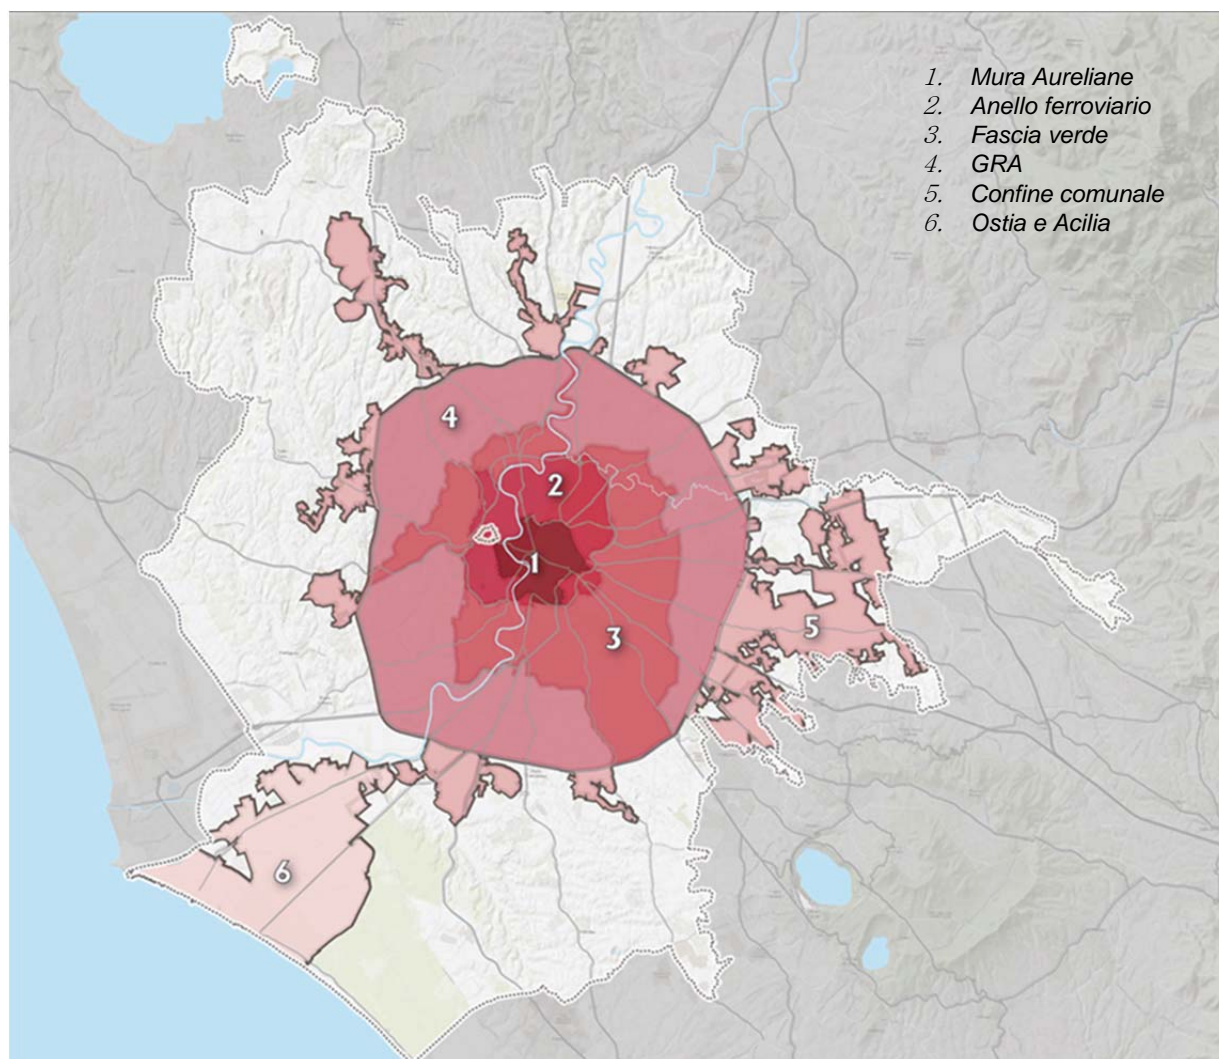 1. Mura Aureliane
2. Anello ferroviario
3. Fascia verde
4. GRA
5. Confine comunale
6. Ostia e Acilia
4
2
1
3
5
6